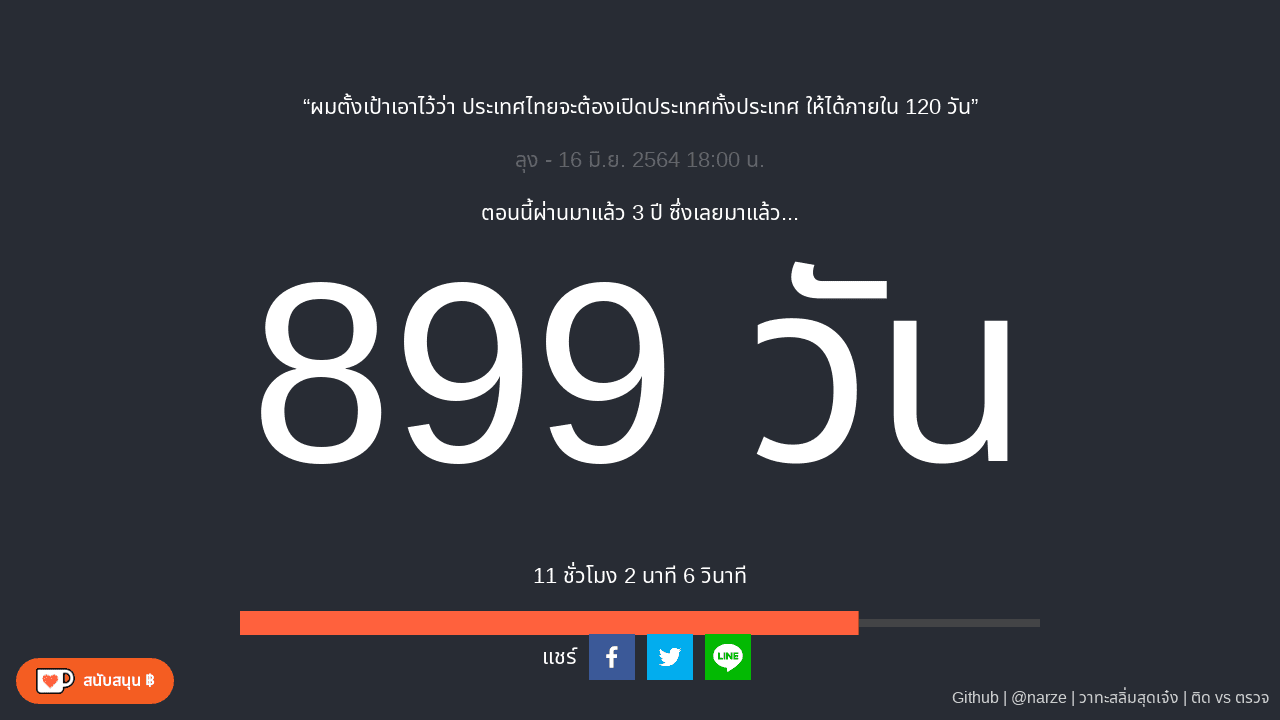 “ผมตั้งเป้าเอาไว้ว่า ประเทศไทยจะต้องเปิดประเทศทั้งประเทศ ให้ได้ภายใน 120 วัน”
ลุง - 16 มิ.ย. 2564 18:00 น.
ตอนนี้ผ่านมาแล้ว 3 ปี ซึ่งเลยมาแล้ว...
899 วัน
11 ชั่วโมง 2 นาที 6 วินาที
แชร์
LINE
สนับสนุน ฿
Github | @narze | วาทะสลิ่มสุดเจ๋ง | ติด vs ตรวจ